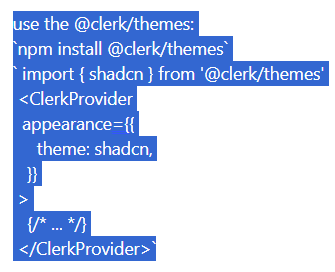 use the @clerk/themes:
`npm install @clerk/themes`
` import { shadcn } from '@clerk/themes'
<ClerkProvider
appearance={{
theme: shadcn,
}}
>
{/* ... */}
</ClerkProvider>`